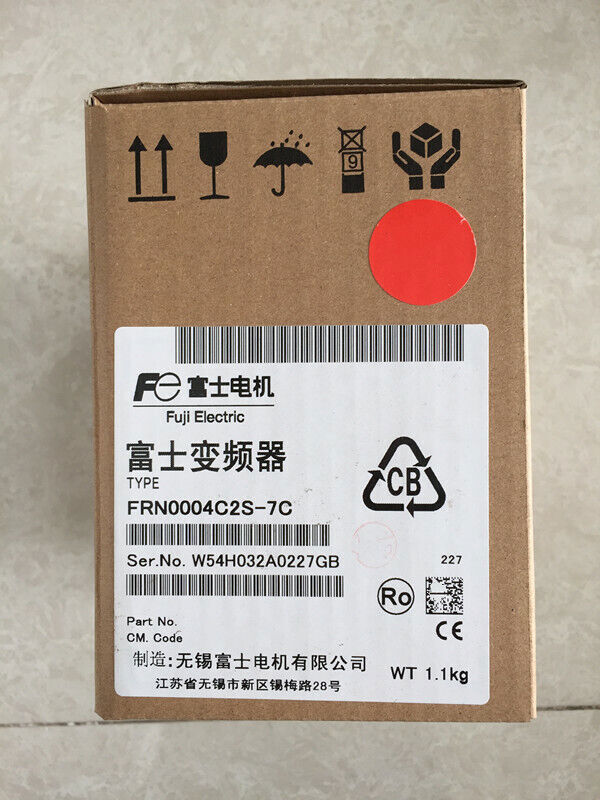 9
Fe 富士电机
Fuji Electric
富士变频器
TYPE
FRN0004C2S-7C
CB
Ser.No. W54H032A0227GB
227
Ro
Part No.
CM. Code
CE
制造:无锡富士电机有限公司
WT 1.1kg
江苏省无锡市新区锡梅路28号